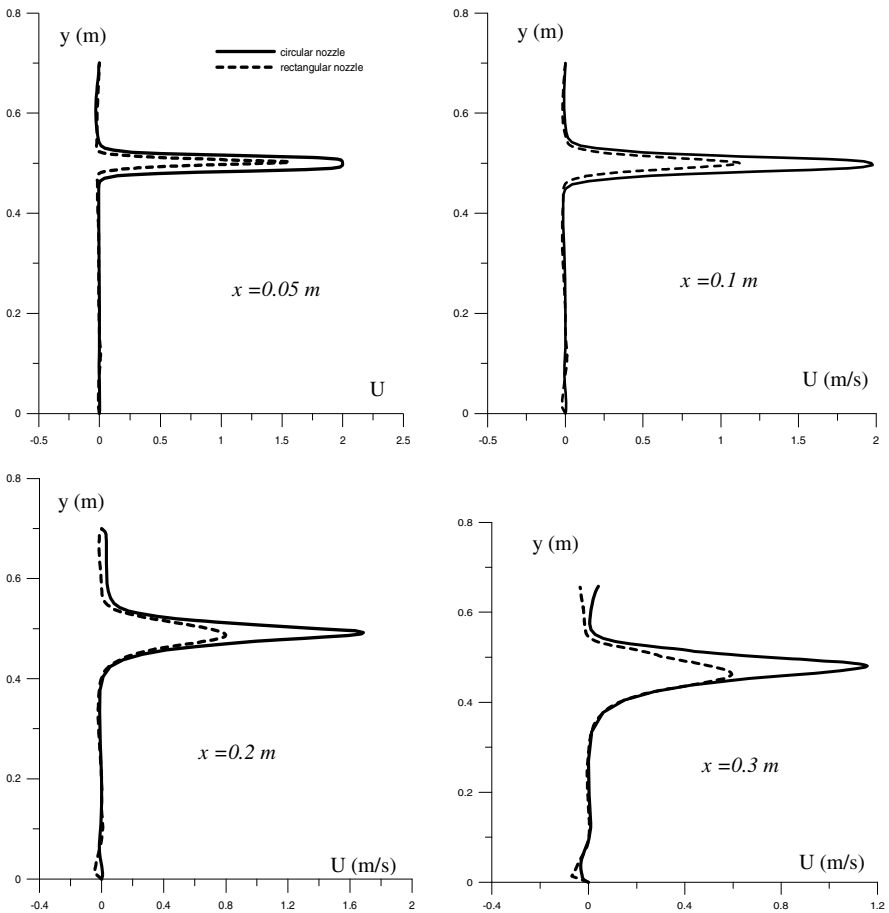 0.8
y (m)
circular nozzle
rectangular nozzle
0.6
0.4
x =0.05 m
0.2
U
0
-0.5 0 0.5 1 1.5 2 2.5
0.8
y (m)
0.6
0.4
x =0.1 m
0.2
U (m/s)
0
-0.5 0 0.5 1 1.5 2
0.8
y (m)
0.6
0.4
x =0.2 m
0.2
U (m/s)
0
-0.4 0 0.4 0.8 1.2 1.6 2
0.8
y (m)
0.6
0.4
x =0.3 m
0.2
U (m/s)
0
-0.4 0 0.4 0.8 1.2